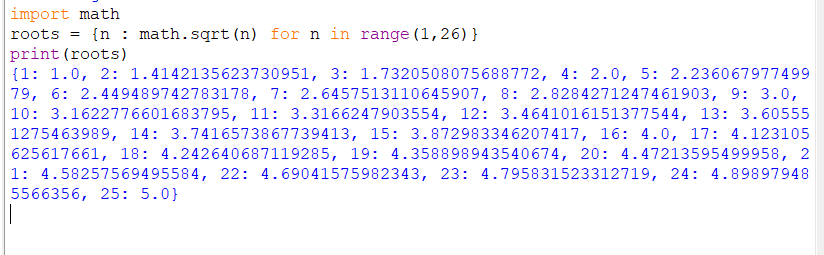 import math
roots = {n : math.sqrt(n) for n in range(1,26)}
print(roots)
{1: 1.0, 2: 1.4142135623730951, 3: 1.7320508075688772, 4: 2.0, 5: 2.236067977499
79, 6: 2.449489742783178, 7: 2.6457513110645907, 8: 2.8284271247461903, 9: 3.0,
10: 3.1622776601683795, 11: 3.3166247903554, 12: 3.4641016151377544, 13: 3.60555
1275463989, 14: 3.7416573867739413, 15: 3.872983346207417, 16: 4.0, 17: 4.123105
625617661, 18: 4.242640687119285, 19: 4.358898943540674, 20: 4.47213595499958, 2
1: 4.58257569495584, 22: 4.69041575982343, 23: 4.795831523312719, 24: 4.89897948
5566356, 25: 5.0}